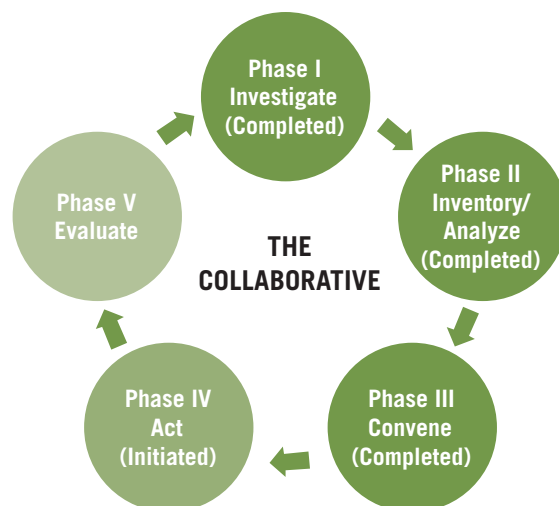 Phase I
Investigate
(Completed)
Phase II
Inventory/
Analyze
(Completed)
Phase III
Convene
(Completed)
Phase IV
Act
(Initiated)
Phase V
Evaluate
THE
COLLABORATIVE